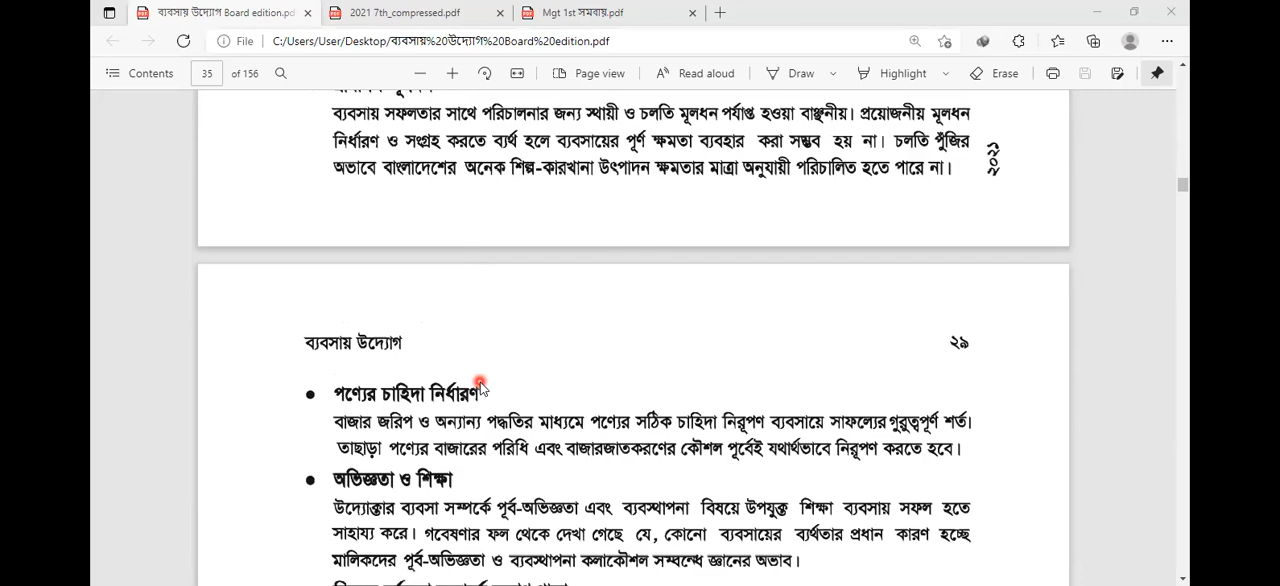 ব্যবসায় উদ্যোগ Board edition.pd
2021 7th_compressed.pdf
Mgt 1st সমবায়.pdf
File C:/Users/User/Desktop/ব্যবসায়%20উদ্যোগ%20Board%20edition.pdf
Contents 35 of 156 Page view Read aloud Draw Highlight Erase
ব্যবসায় সফলতার সাথে পরিচালনার জন্য স্থায়ী ও চলতি মূলধন পর্যাপ্ত হওয়া বাঞ্ছনীয়। প্রয়োজনীয় মূলধন
নির্ধারণ ও সংগ্রহ করতে ব্যর্থ হলে ব্যবসায়ের পূর্ণ ক্ষমতা ব্যবহার করা সম্ভব হয় না। চলতি পুঁজির
অভাবে বাংলাদেশের অনেক শিল্প-কারখানা উৎপাদন ক্ষমতার মাত্রা অনুযায়ী পরিচালিত হতে পারে না।
২০২১
ব্যবসায় উদ্যোগ ২৯
• পণ্যের চাহিদা নির্ধারণ
বাজার জরিপ ও অন্যান্য পদ্ধতির মাধ্যমে পণ্যের সঠিক চাহিদা নিরূপণ ব্যবসায়ে সাফল্যের গুরুত্বপূর্ণ শর্ত।
তাছাড়া পণ্যের বাজারের পরিধি এবং বাজারজাতকরণের কৌশল পূর্বেই যথার্থভাবে নিরূপণ করতে হবে।
• অভিজ্ঞতা ও শিক্ষা
উদ্যোক্তার ব্যবসা সম্পর্কে পূর্ব-অভিজ্ঞতা এবং ব্যবস্থাপনা বিষয়ে উপযুক্ত শিক্ষা ব্যবসায় সফল হতে
সাহায্য করে। গবেষণার ফল থেকে দেখা গেছে যে, কোনো ব্যবসায়ের ব্যর্থতার প্রধান কারণ হচ্ছে
মালিকদের পূর্ব-অভিজ্ঞতা ও ব্যবস্থাপনা কলাকৌশল সম্বন্ধে জ্ঞানের অভাব।